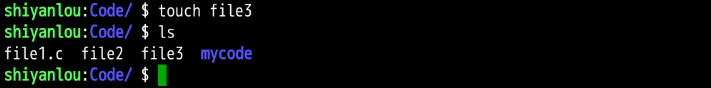 shiyanlou:Code/ $ touch file3
shiyanlou:Code/ $ ls
file1.c  file2  file3  mycode
shiyanlou:Code/ $